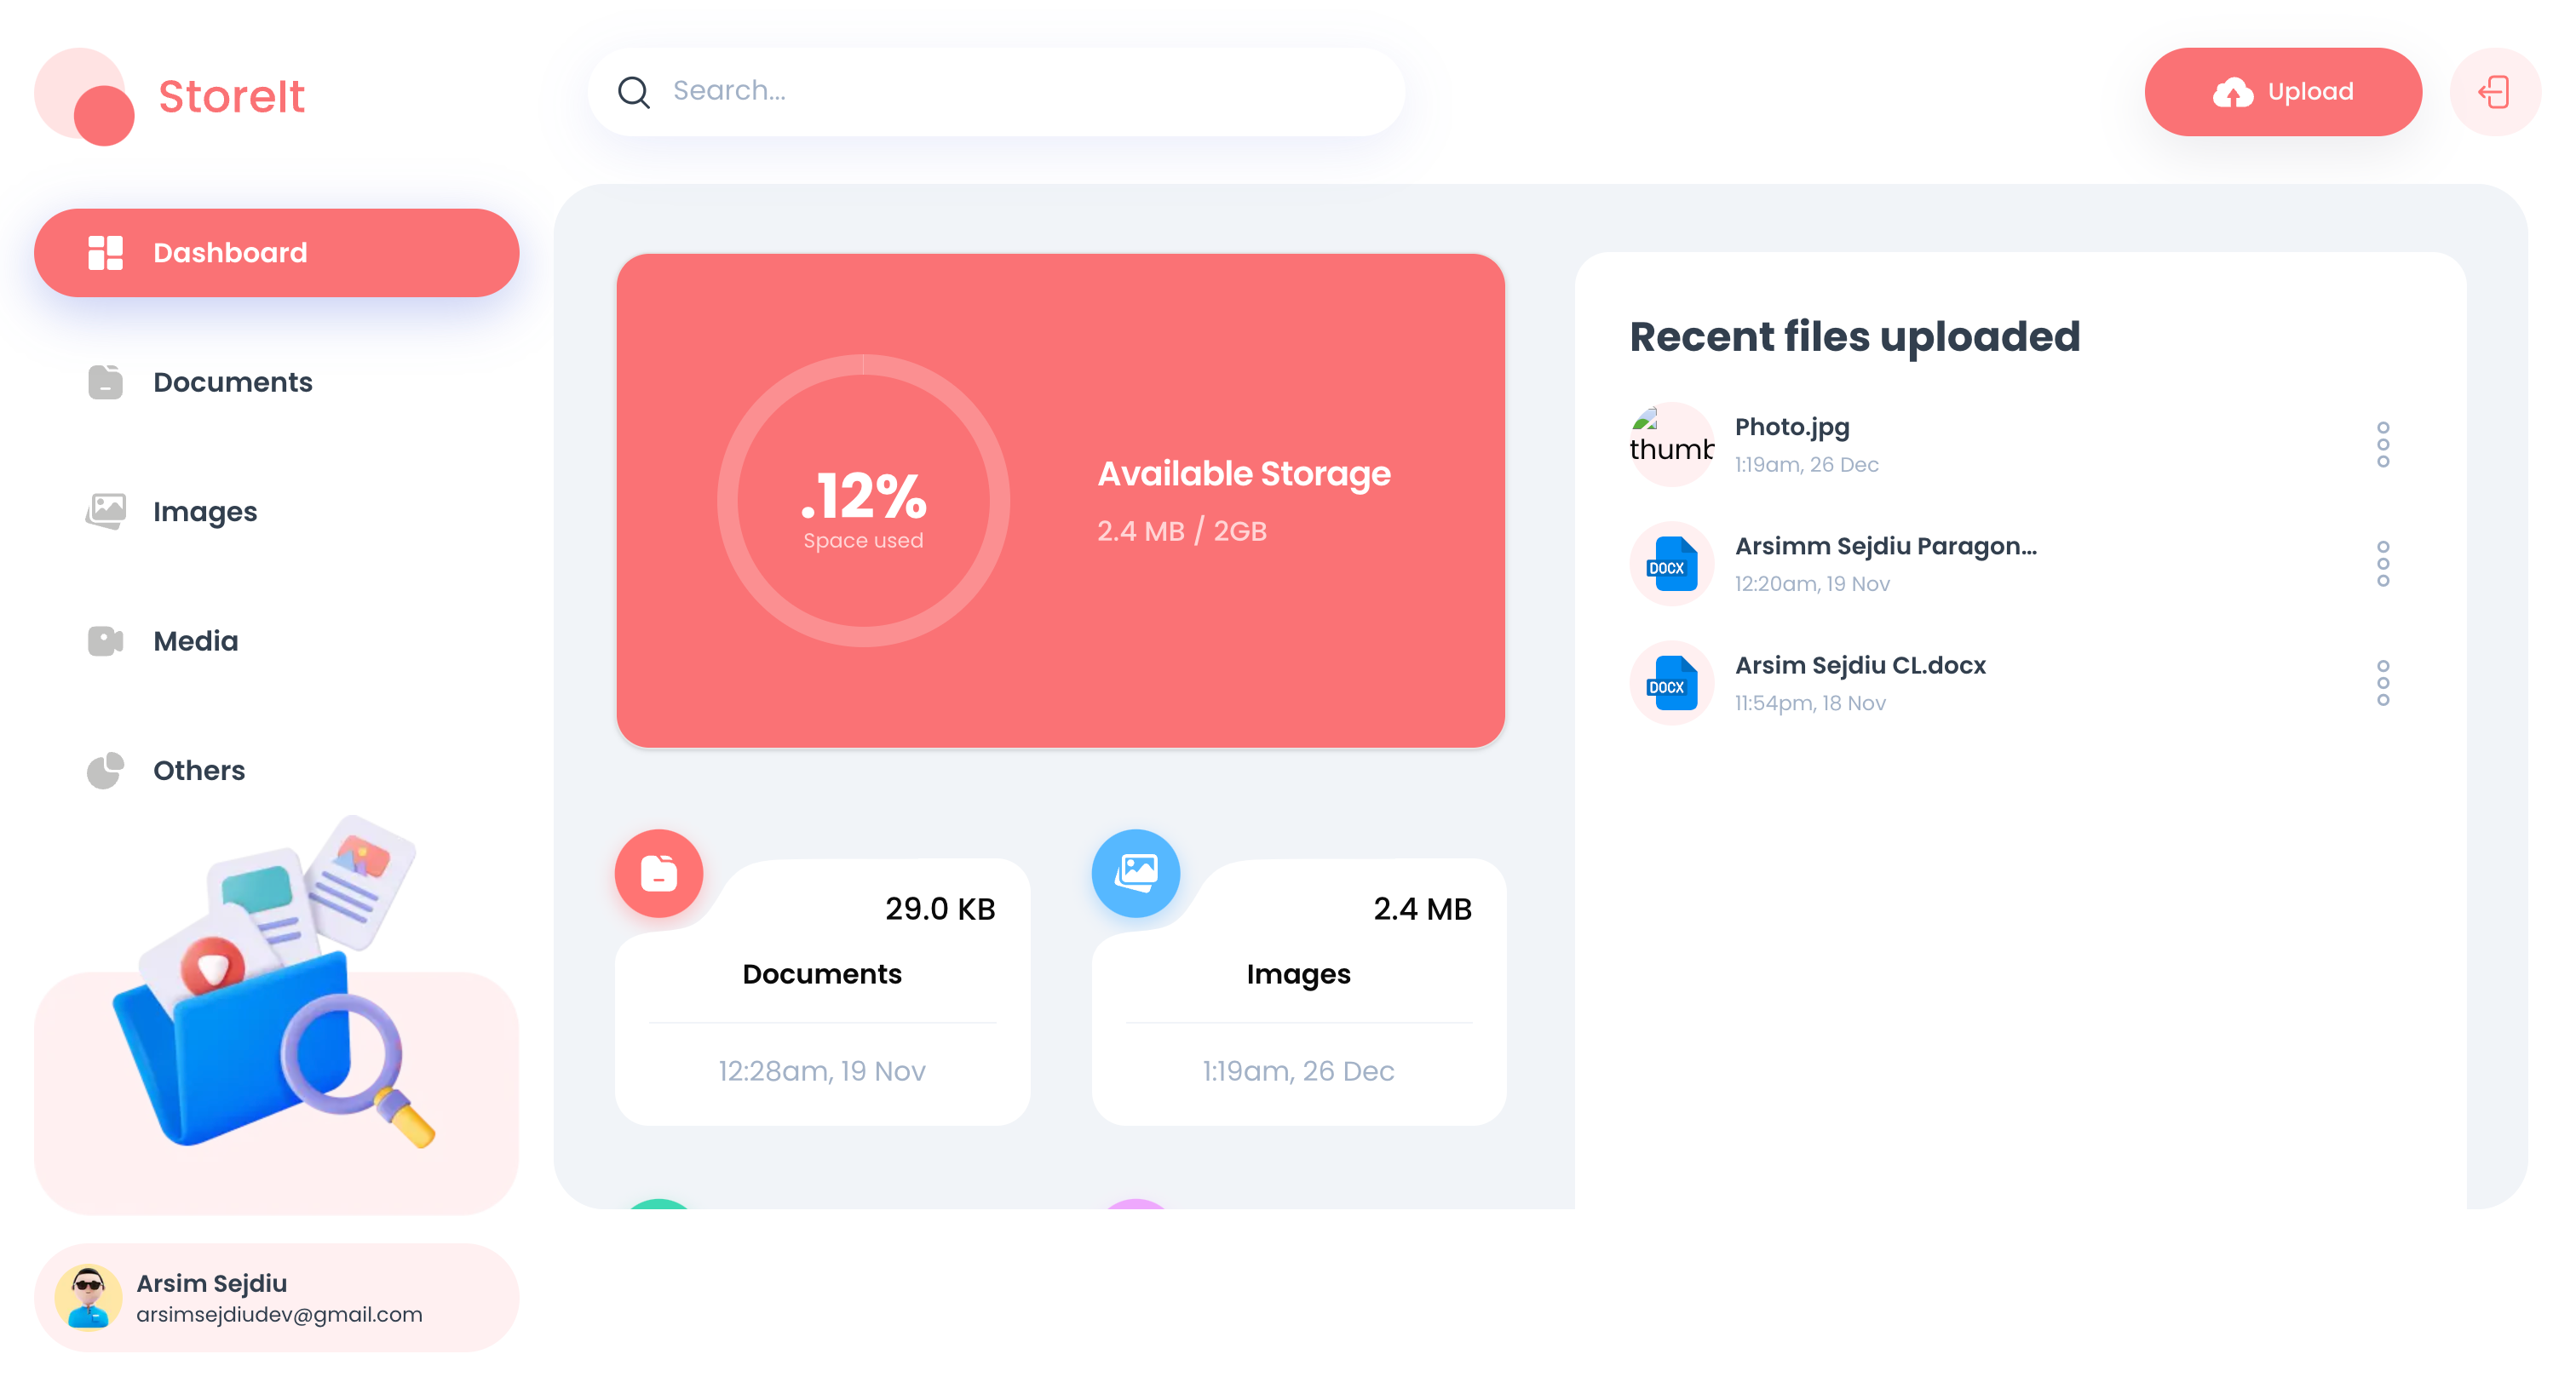 StoreIt
Search...
Upload
Dashboard
Documents
Images
Media
Others
Arsim Sejdiu
arsimsejdiudev@gmail.com
.12%
Space used
Available Storage
2.4 MB / 2GB
29.0 KB
Documents
12:28am, 19 Nov
2.4 MB
Images
1:19am, 26 Dec
Recent files uploaded
thumb
Photo.jpg
1:19am, 26 Dec
DOCX
Arsimm Sejdiu Paragon...
12:20am, 19 Nov
DOCX
Arsim Sejdiu CL.docx
11:54pm, 18 Nov